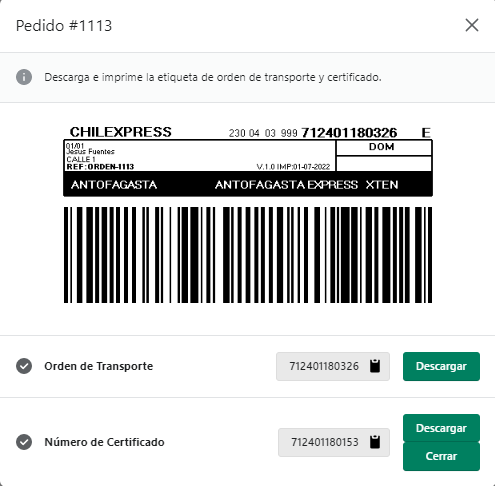 Pedido #1113
Descarga e imprime la etiqueta de orden de transporte y certificado.
CHILEXPRESS 230 04 03 999 712401180326 E
01/01
Jesus Fuentes
CALLE 1
REF:ORDEN-1113 V.1.0 IMP:01-07-2022
DOM
ANTOFAGASTA ANTOFAGASTA EXPRESS XTEN
Orden de Transporte 712401180326 Descargar
Número de Certificado 712401180153 Descargar
Cerrar